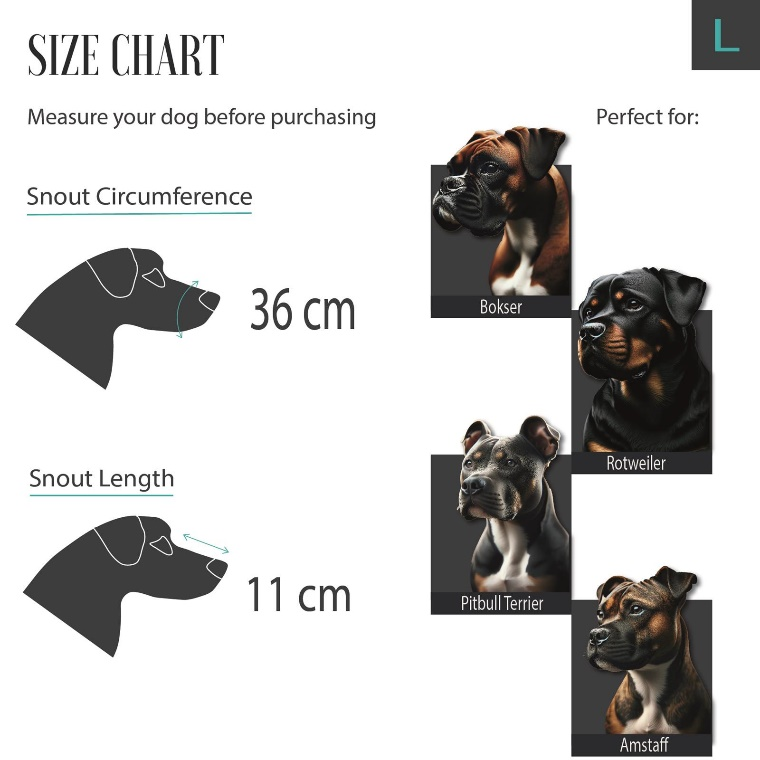 L
SIZE CHART
Measure your dog before purchasing
Perfect for:
Snout Circumference
36 cm
Bokser
Rotweiler
Snout Length
11 cm
Pitbull Terrier
Amstaff